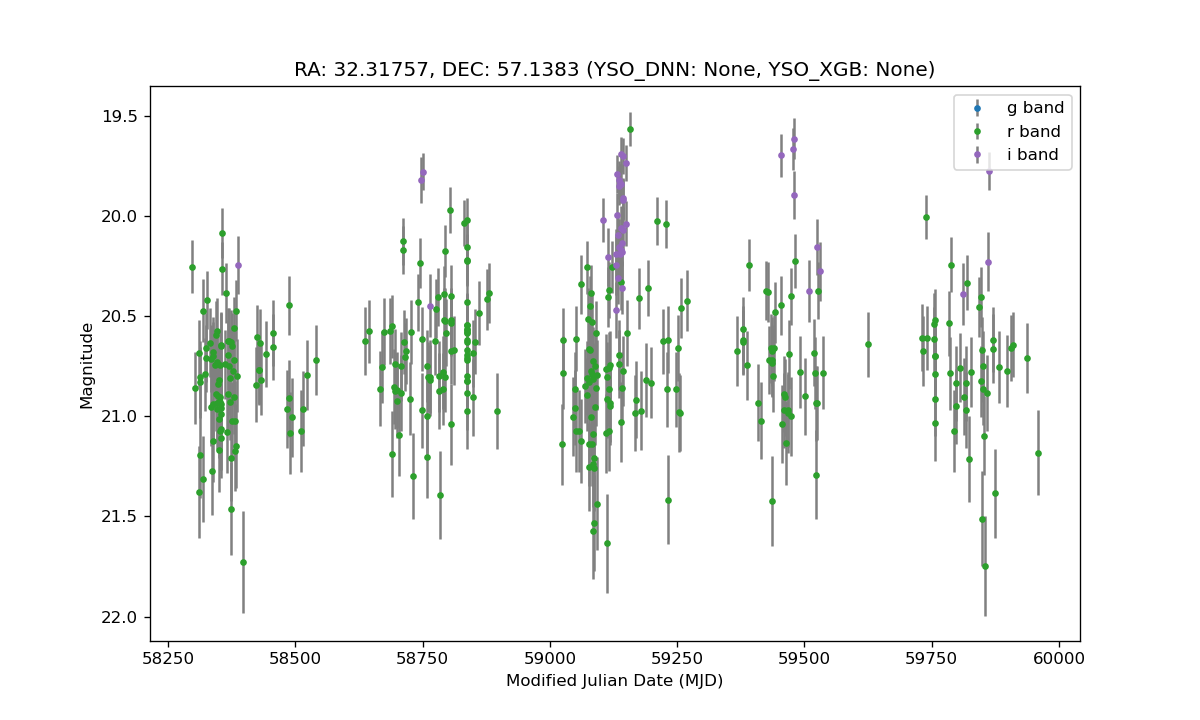 RA: 32.31757, DEC: 57.1383 (YSO_DNN: None, YSO_XGB: None)
g band
r band
i band
19.5
20.0
20.5
21.0
21.5
22.0
Magnitude
58250 58500 58750 59000 59250 59500 59750 60000
Modified Julian Date (MJD)